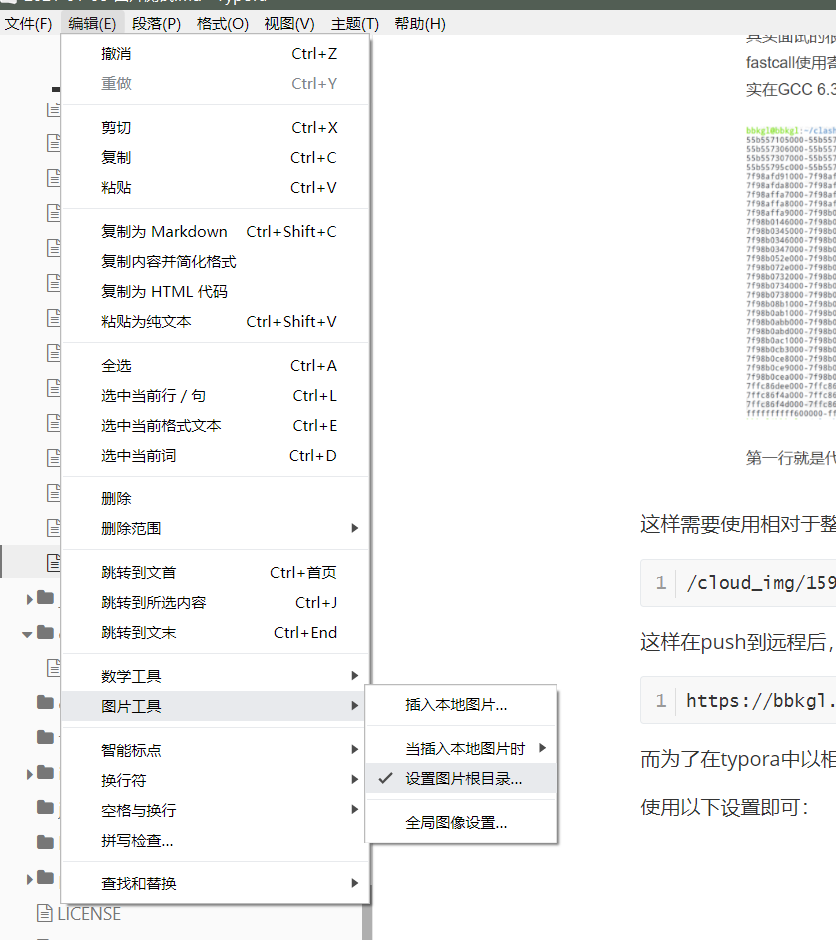 文件(F) 编辑(E) 段落(P) 格式(O) 视图(V) 主题(T) 帮助(H)
撤消 Ctrl+Z
重做 Ctrl+Y
剪切 Ctrl+X
复制 Ctrl+C
粘贴 Ctrl+V
复制为 Markdown Ctrl+Shift+C
复制内容并简化格式
复制为 HTML 代码
粘贴为纯文本 Ctrl+Shift+V
全选 Ctrl+A
选中当前行 / 句 Ctrl+L
选中当前格式文本 Ctrl+E
选中当前词 Ctrl+D
删除
删除范围
跳转到文首 Ctrl+首页
跳转到所选内容 Ctrl+J
跳转到文末 Ctrl+End
数学工具
图片工具
智能标点
换行符
空格与换行
拼写检查...
查找和替换
插入本地图片...
当插入本地图片时
设置图片根目录...
全局图像设置...
LICENSE
fastcall使用寄
实在GCC 6.3
bbkgl@bbkgl:~/clash
55b557105000-55b557
55b557306000-55b557
55b557307000-55b557
55b55795c000-55b557
7f98afd91000-7f98af
7f98afda8000-7f98af
7f98affa7000-7f98af
7f98affa8000-7f98af
7f98affa9000-7f98b0
7f98b0146000-7f98b0
7f98b0345000-7f98b0
7f98b0346000-7f98b0
7f98b0347000-7f98b0
7f98b052e000-7f98b0
7f98b072e000-7f98b0
7f98b0732000-7f98b0
7f98b0734000-7f98b0
7f98b0738000-7f98b0
7f98b08b1000-7f98b0
7f98b0ab1000-7f98b0
7f98b0abb000-7f98b0
7f98b0abd000-7f98b0
7f98b0ac1000-7f98b0
7f98b0cb3000-7f98b0
7f98b0ce8000-7f98b0
7f98b0ce9000-7f98b0
7f98b0cea000-7f98b0
7ffc86dee000-7ffc86
7ffc86f4a000-7ffc86
7ffc86f4d000-7ffc86
ffffffffff600000-ff
第一行就是代
这样需要使用相对于整
1 /cloud_img/159
这样在push到远程后，
1 https://bbkgl.
而为了在typora中以相
使用以下设置即可：